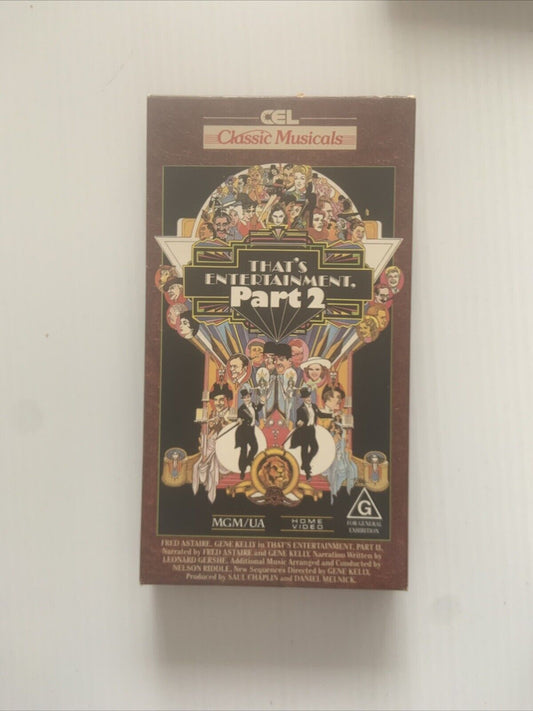 CEL
Classic Musicals
THAT'S
ENTERTAINMENT,
Part 2
MGM/UA
HOME
VIDEO
G
FOR GENERAL
EXHIBITION
FRED ASTAIRE, GENE KELLY in THAT'S ENTERTAINMENT, PART II.
Narrated by FRED ASTAIRE and GENE KELLY. Narration Written by
LEONARD GERSHE. Additional Music Arranged and Conducted by
NELSON RIDDLE. New Sequences Directed by GENE KELLY.
Produced by SAUL CHAPLIN and DANIEL MELNICK.